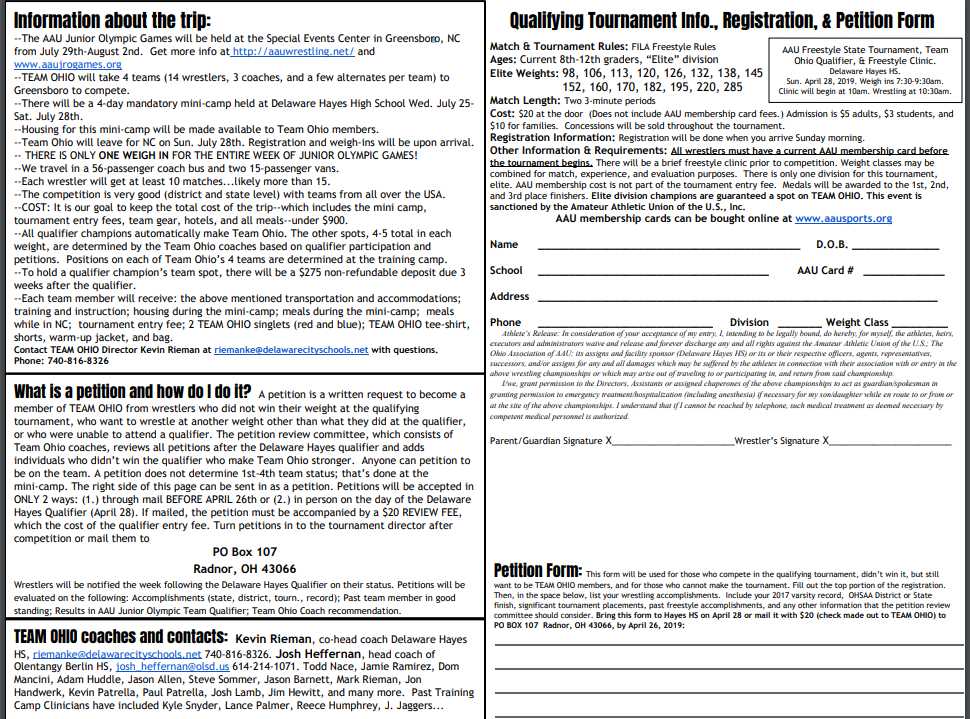 Information about the trip:
--The AAU Junior Olympic Games will be held at the Special Events Center in Greensboro, NC
from July 29th-August 2nd.  Get more info at http://aauwrestling.net/ and
www.aaujrogames.org
--TEAM OHIO will take 4 teams (14 wrestlers, 3 coaches, and a few alternates per team) to
Greensboro to compete.
--There will be a 4-day mandatory mini-camp held at Delaware Hayes High School Wed. July 25-
Sat. July 28th.
--Housing for this mini-camp will be made available to Team Ohio members.
--Team Ohio will leave for NC on Sun. July 28th. Registration and weigh-ins will be upon arrival.
-- THERE IS ONLY ONE WEIGH IN FOR THE ENTIRE WEEK OF JUNIOR OLYMPIC GAMES!
--We travel in a 56-passenger coach bus and two 15-passenger vans.
--Each wrestler will get at least 10 matches...likely more than 15.
--The competition is very good (district and state level) with teams from all over the USA.
--COST: It is our goal to keep the total cost of the trip--which includes the mini camp,
tournament entry fees, team gear, hotels, and all meals--under $900.
--All qualifier champions automatically make Team Ohio. The other spots, 4-5 total in each
weight, are determined by the Team Ohio coaches based on qualifier participation and
petitions.  Positions on each of Team Ohio's 4 teams are determined at the training camp.
--To hold a qualifier champion's team spot, there will be a $275 non-refundable deposit due 3
weeks after the qualifier.
--Each team member will receive: the above mentioned transportation and accommodations;
training and instruction; housing during the mini-camp; meals during the mini-camp;  meals
while in NC;  tournament entry fee; 2 TEAM OHIO singlets (red and blue); TEAM OHIO tee-shirt,
shorts, warm-up jacket, and bag.
Contact TEAM OHIO Director Kevin Rieman at riemanke@delawarecityschools.net with questions.
Phone: 740-816-8326
What is a petition and how do I do it?  A petition is a written request to become a
member of TEAM OHIO from wrestlers who did not win their weight at the qualifying
tournament, who want to wrestle at another weight other than what they did at the qualifier,
or who were unable to attend a qualifier. The petition review committee, which consists of
Team Ohio coaches, reviews all petitions after the Delaware Hayes qualifier and adds
individuals who didn't win the qualifier who make Team Ohio stronger.  Anyone can petition to
be on the team. A petition does not determine 1st-4th team status; that's done at the
mini-camp. The right side of this page can be sent in as a petition. Petitions will be accepted in
ONLY 2 ways: (1.) through mail BEFORE APRIL 26th or (2.) in person on the day of the Delaware
Hayes Qualifier (April 28). If mailed, the petition must be accompanied by a $20 REVIEW FEE,
which the cost of the qualifier entry fee. Turn petitions in to the tournament director after
competition or mail them to
PO Box 107
Radnor, OH 43066
Wrestlers will be notified the week following the Delaware Hayes Qualifier on their status. Petitions will be
evaluated on the following: Accomplishments (state, district, tourn., record); Past team member in good
standing; Results in AAU Junior Olympic Team Qualifier; Team Ohio Coach recommendation.
TEAM OHIO coaches and contacts:  Kevin Rieman, co-head coach Delaware Hayes
HS, riemanke@delawarecityschools.net 740-816-8326. Josh Heffernan, head coach of
Olentangy Berlin HS, josh_heffernan@olsd.us 614-214-1071. Todd Nace, Jamie Ramirez, Dom
Mancini, Adam Huddle, Jason Allen, Steve Sommer, Jason Barnett, Mark Rieman, Jon
Handwerk, Kevin Patrella, Paul Patrella, Josh Lamb, Jim Hewitt, and many more.  Past Training
Camp Clinicians have included Kyle Snyder, Lance Palmer, Reece Humphrey, J. Jaggers...
Qualifying Tournament Info., Registration, & Petition Form
Match & Tournament Rules: FILA Freestyle Rules
Ages: Current 8th-12th graders, "Elite" division
Elite Weights: 98, 106, 113, 120, 126, 132, 138, 145
152, 160, 170, 182, 195, 220, 285
Match Length: Two 3-minute periods
AAU Freestyle State Tournament, Team
Ohio Qualifier, & Freestyle Clinic.
Delaware Hayes HS.
Sun. April 28, 2019. Weigh ins 7:30-9:30am.
Clinic will begin at 10am. Wrestling at 10:30am.
Cost: $20 at the door  (Does not include AAU membership card fees.) Admission is $5 adults, $3 students, and
$10 for families.  Concessions will be sold throughout the tournament.
Registration Information: Registration will be done when you arrive Sunday morning.
Other Information & Requirements: All wrestlers must have a current AAU membership card before
the tournament begins. There will be a brief freestyle clinic prior to competition. Weight classes may be
combined for match, experience, and evaluation purposes.  There is only one division for this tournament,
elite. AAU membership cost is not part of the tournament entry fee.  Medals will be awarded to the 1st, 2nd,
and 3rd place finishers. Elite division champions are guaranteed a spot on TEAM OHIO. This event is
sanctioned by the Amateur Athletic Union of the U.S., Inc.
AAU membership cards can be bought online at www.aausports.org
Name ____ D.O.B. ____
School ____ AAU Card # ____
Address ____
Phone ____ Division ____ Weight Class ____
Athlete's Release: In consideration of your acceptance of my entry, I, intending to be legally bound, do hereby, for myself, the athletes, heirs,
executors and administrators waive and release and forever discharge any and all rights against the Amateur Athletic Union of the U.S.; The
Ohio Association of AAU: its assigns and facility sponsor (Delaware Hayes HS) or its or their respective officers, agents, representatives,
successors, and/or assigns for any and all damages which may be suffered by the athletes in connection with their association with or entry in the
above wrestling championships or which may arise out of traveling to or participating in, and return from said championship.
I/we, grant permission to the Directors, Assistants or assigned chaperones of the above championships to act as guardian/spokesman in
granting permission to emergency treatment/hospitalization (including anesthesia) if necessary for my son/daughter while en route to or from or
at the site of the above championships. I understand that if I cannot be reached by telephone, such medical treatment as deemed necessary by
competent medical personnel is authorized.
Parent/Guardian Signature X____Wrestler's Signature X____
Petition Form: This form will be used for those who compete in the qualifying tournament, didn't win it, but still
want to be TEAM OHIO members, and for those who cannot make the tournament. Fill out the top portion of the registration.
Then, in the space below, list your wrestling accomplishments.  Include your 2017 varsity record,  OHSAA District or State
finish, significant tournament placements, past freestyle accomplishments, and any other information that the petition review
committee should consider. Bring this form to Hayes HS on April 28 or mail it with $20 (check made out to TEAM OHIO) to
PO BOX 107  Radnor, OH 43066, by April 26, 2019: